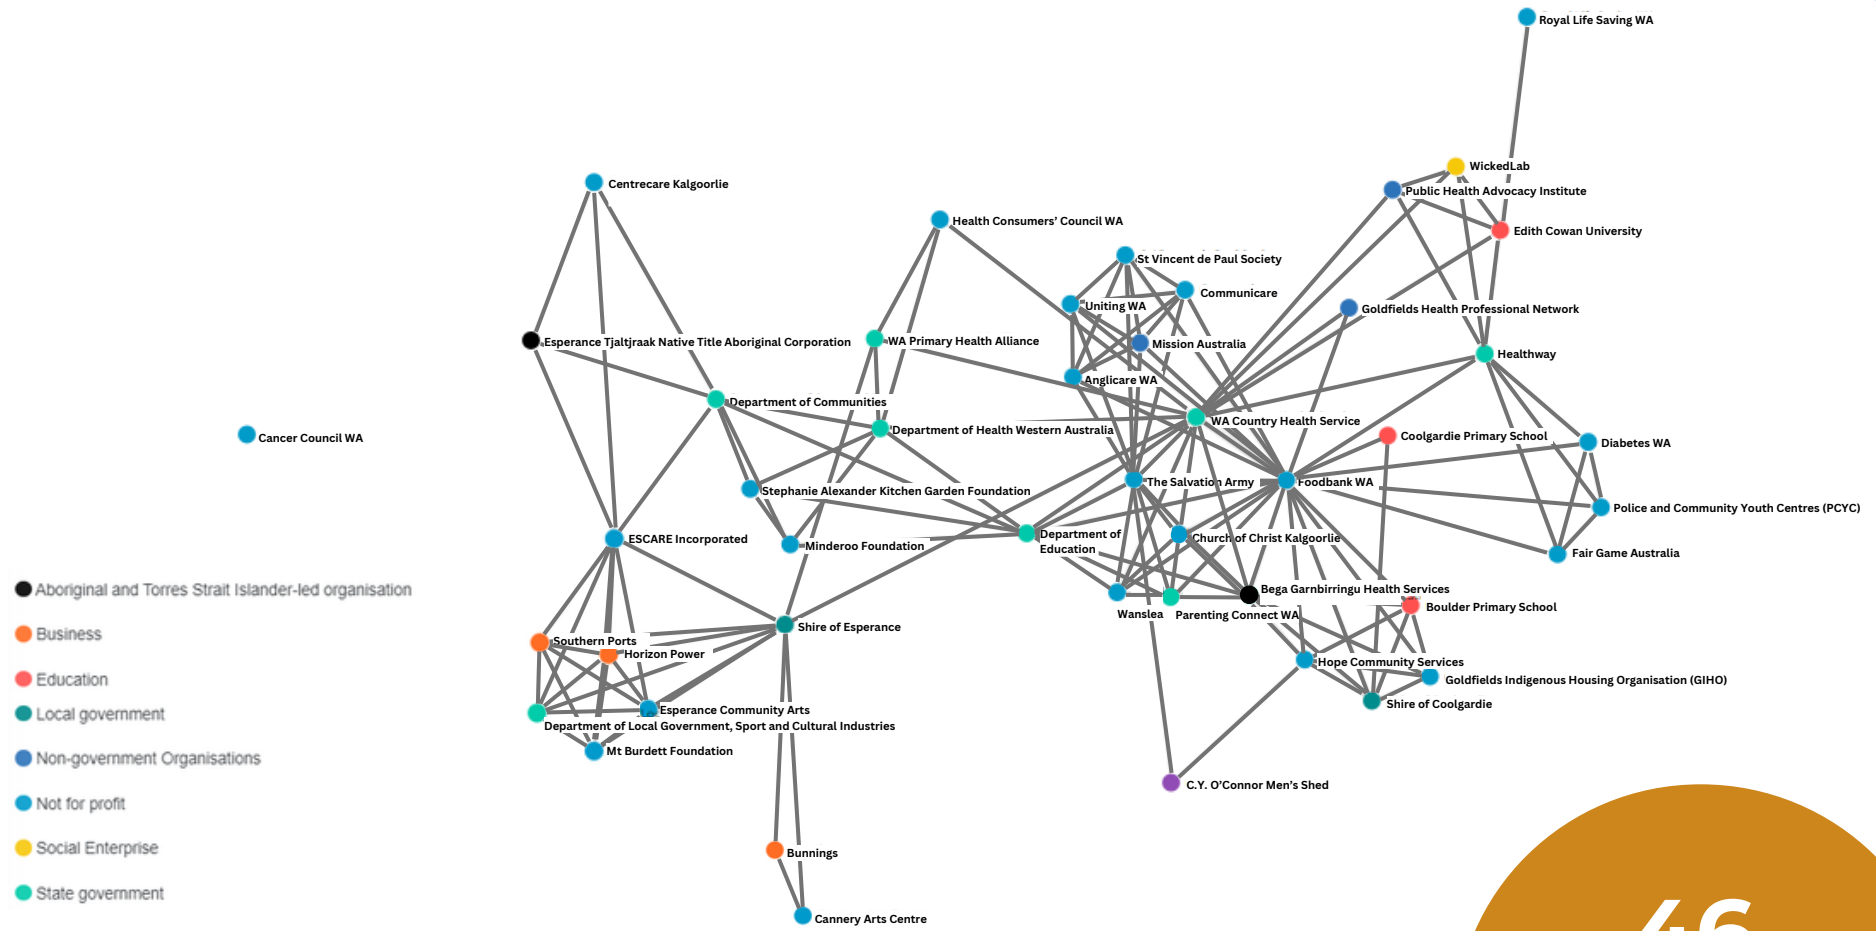 Royal Life Saving WA
WickedLab
Public Health Advocacy Institute
Centrecare Kalgoorlie
Health Consumers’ Council WA
Edith Cowan University
St Vincent de Paul Society
Communicare
Uniting WA
Goldfields Health Professional Network
Esperance Tjaltjraak Native Title Aboriginal Corporation
WA Primary Health Alliance
Mission Australia
Healthway
Anglicare WA
Department of Communities
WA Country Health Service
Department of Health Western Australia
Coolgardie Primary School
Cancer Council WA
Diabetes WA
The Salvation Army
Foodbank WA
Stephanie Alexander Kitchen Garden Foundation
Police and Community Youth Centres (PCYC)
ESCARE Incorporated
Minderoo Foundation
Department of
Education
Church of Christ Kalgoorlie
Fair Game Australia
Aboriginal and Torres Strait Islander-led organisation
Bega Garnbirringu Health Services
Boulder Primary School
Wanslea
Parenting Connect WA
Shire of Esperance
Business
Southern Ports
Horizon Power
Hope Community Services
Education
Goldfields Indigenous Housing Organisation (GIHO)
Shire of Coolgardie
Esperance Community Arts
Local government
Department of Local Government, Sport and Cultural Industries
Mt Burdett Foundation
Non-government Organisations
C.Y. O’Connor Men’s Shed
Not for profit
Social Enterprise
Bunnings
State government
Cannery Arts Centre
46